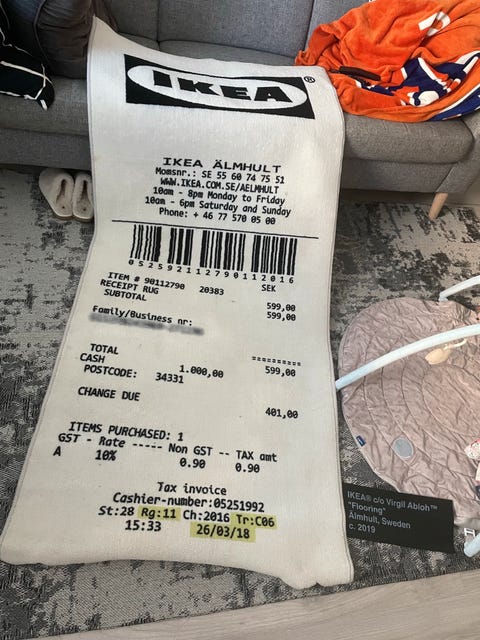 IKEA®
IKEA ÄLMHULT
Momsnr.: SE 55 60 74 75 51
WWW.IKEA.COM.SE/AELMHULT
10am - 8pm Monday to Friday
10am - 6pm Saturday and Sunday
Phone: + 46 77 570 05 00
0525921127901 12016
SEK
ITEM # 90112790 20383
RECEIPT RUG 599,00
SUBTOTAL 599,00
Family/Business nr:
==========
TOTAL 599,00
CASH 1.000,00
POSTCODE: 34331
CHANGE DUE 401,00
ITEMS PURCHASED: 1
GST - Rate ----- Non GST -- TAX amt
A 10% 0.90 0.90
Tax invoice
Cashier-number:05251992
St:28 Rg:11 Ch:2016 Tr:C06
15:33 26/03/18
IKEA® c/o Virgil Abloh™
"Flooring"
Älmhult, Sweden
c. 2019